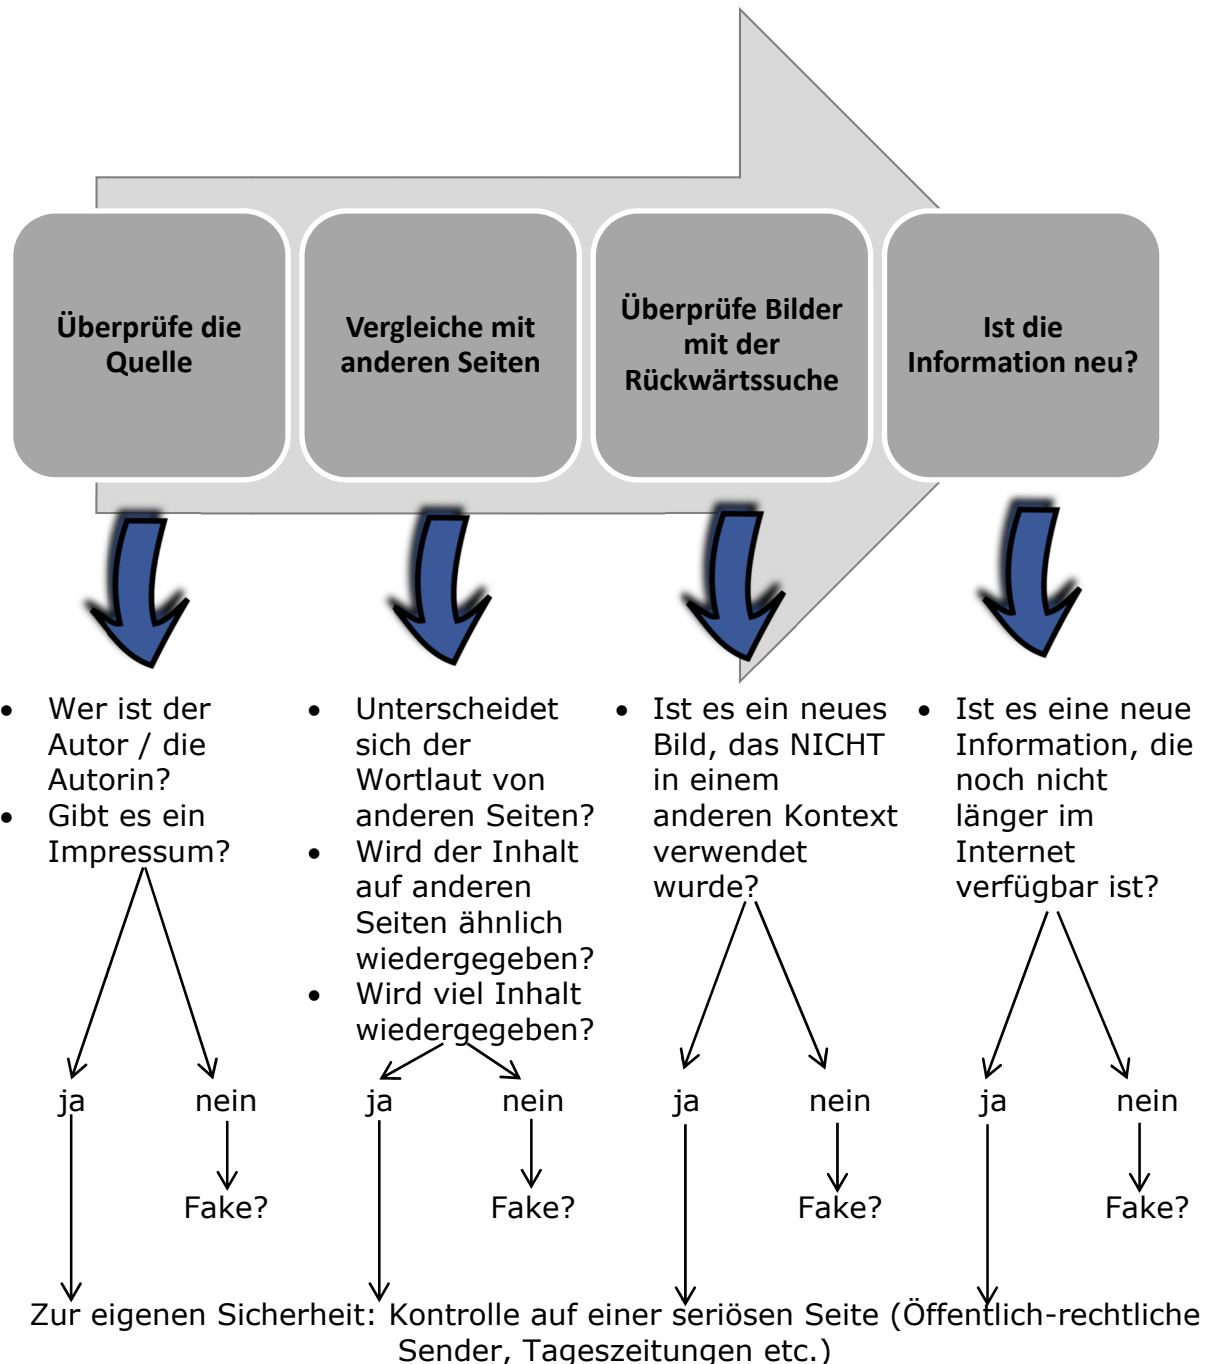 Überprüfe die
Quelle
Vergleiche mit
anderen Seiten
Überprüfe Bilder
mit der
Rückwärtssuche
Ist die
Information neu?
• Wer ist der
Autor / die
Autorin?
• Gibt es ein
Impressum?
• Unterscheidet
sich der
Wortlaut von
anderen Seiten?
• Wird der Inhalt
auf anderen
Seiten ähnlich
wiedergegeben?
• Wird viel Inhalt
wiedergegeben?
• Ist es ein neues
Bild, das NICHT
in einem
anderen Kontext
verwendet
wurde?
• Ist es eine neue
Information, die
noch nicht
länger im
Internet
verfügbar ist?
ja nein
ja nein
ja nein
ja nein
Fake?
Fake?
Fake?
Fake?
Zur eigenen Sicherheit: Kontrolle auf einer seriösen Seite (Öffentlich-rechtliche
Sender, Tageszeitungen etc.)